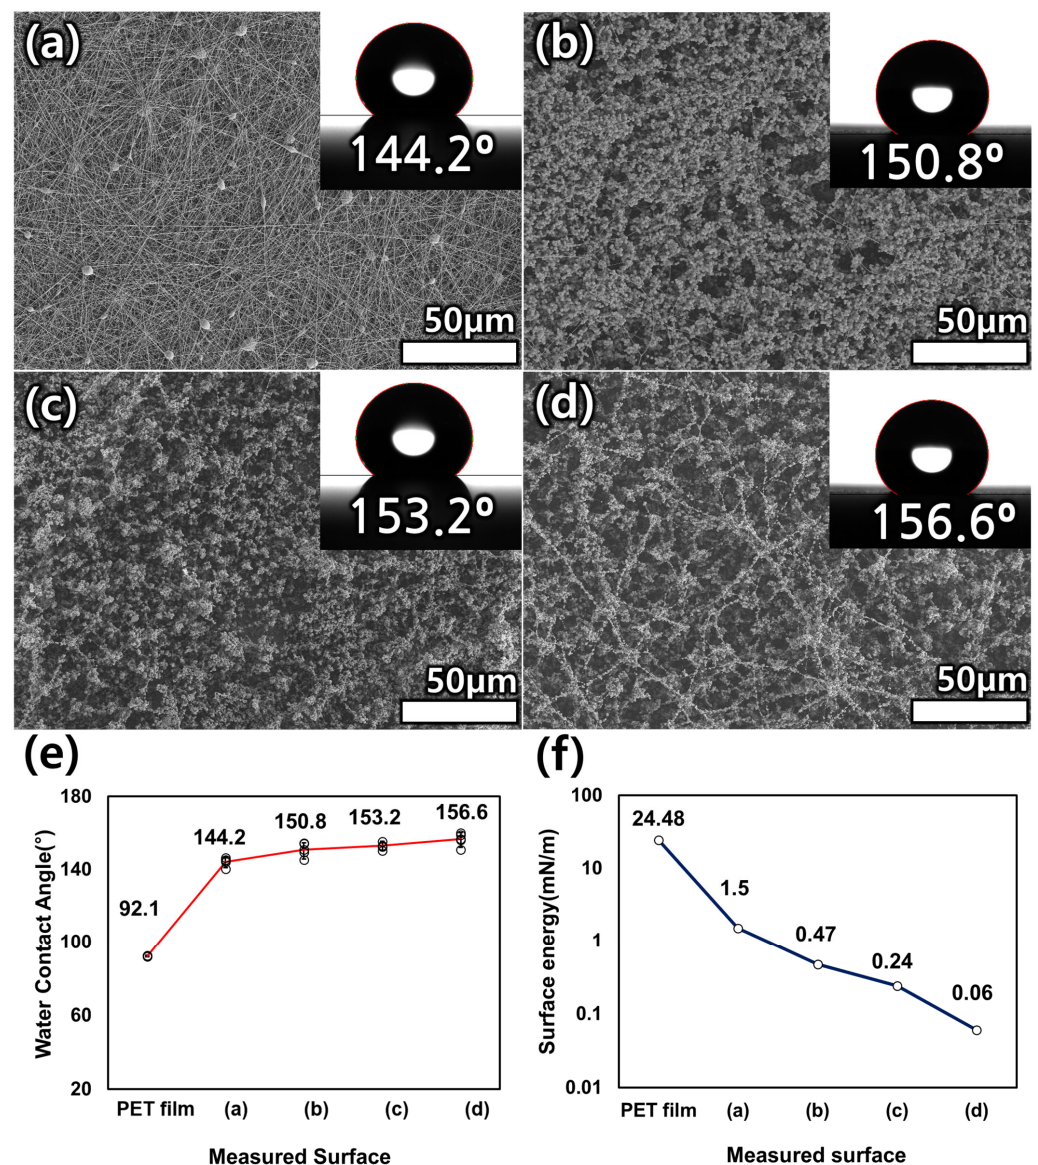 (a)
144.2º
50μm
(b)
150.8º
50μm
(c)
153.2º
50μm
(d)
156.6º
50μm
(e)
180
140
100
60
20
Water Contact Angle(°)
92.1
144.2
150.8
153.2
156.6
PET film (a) (b) (c) (d)
Measured Surface
(f)
100
10
1
0.1
0.01
Surface energy(mN/m)
24.48
1.5
0.47
0.24
0.06
PET film (a) (b) (c) (d)
Measured surface